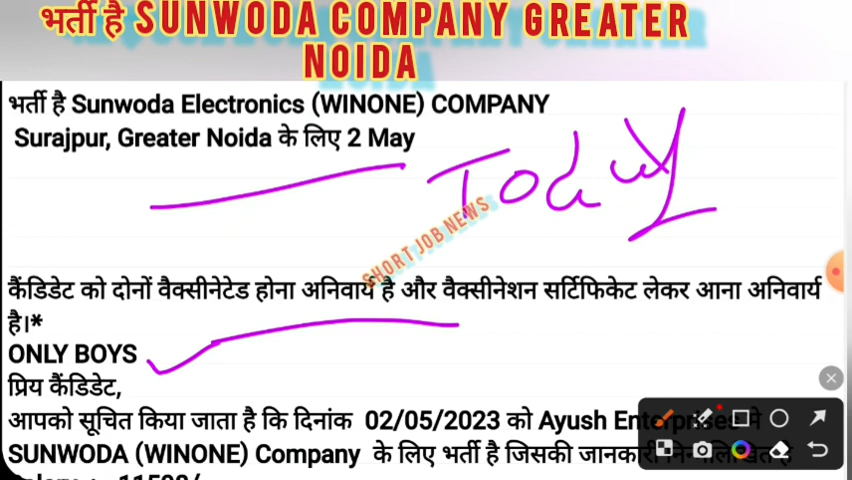 भर्ती है SUNWODA COMPANY GREATER
NOIDA
भर्ती है Sunwoda Electronics (WINONE) COMPANY
Surajpur, Greater Noida के लिए 2 May
Today
SHORT JOB NEWS
कैंडिडेट को दोनों वैक्सीनेटेड होना अनिवार्य है और वैक्सीनेशन सर्टिफिकेट लेकर आना अनिवार्य
है।*
ONLY BOYS
प्रिय कैंडिडेट,
आपको सूचित किया जाता है कि दिनांक 02/05/2023 को Ayush Enterprises मे
SUNWODA (WINONE) Company के लिए भर्ती है जिसकी जानकारी निम्नलिखित है